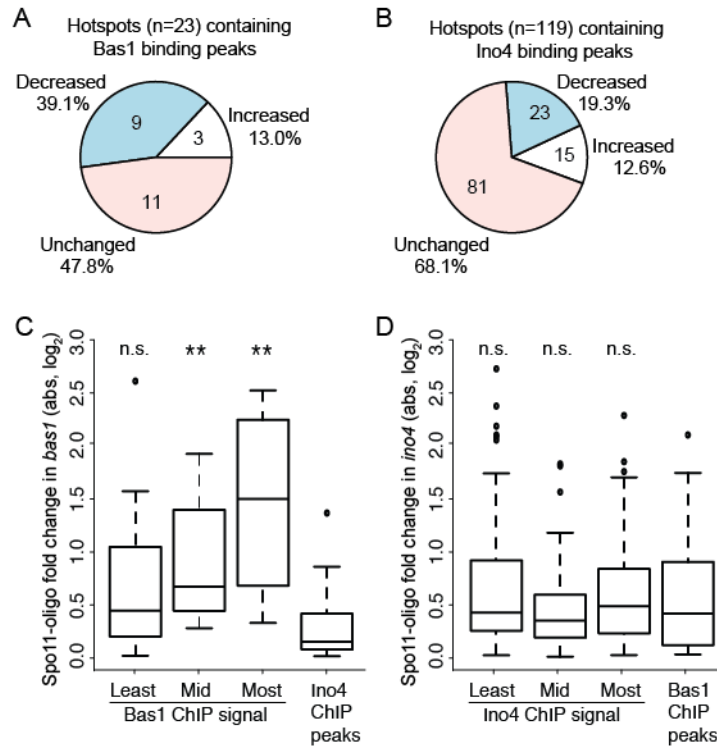 A
Hotspots (n=23) containing
Bas1 binding peaks
Decreased
39.1%
9
Increased
13.0%
3
11
Unchanged
47.8%
B
Hotspots (n=119) containing
Ino4 binding peaks
Decreased
19.3%
23
Increased
12.6%
15
81
Unchanged
68.1%
C
Spo11-oligo fold change in bas1 (abs, log2)
3.0
2.5
2.0
1.5
1.0
0.5
0.0
n.s. ** **
Least Mid Most Ino4
Bas1 ChIP signal ChIP
peaks
D
Spo11-oligo fold change in ino4 (abs, log2)
3.0
2.5
2.0
1.5
1.0
0.5
0.0
n.s. n.s. n.s.
Least Mid Most Bas1
Ino4 ChIP signal ChIP
peaks